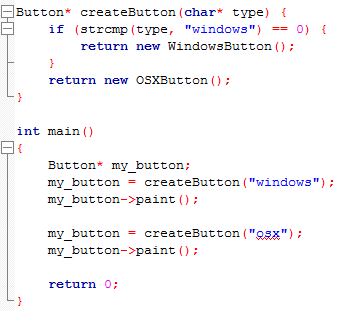 Button* createButton(char* type) {
    if (strcmp(type, "windows") == 0) {
        return new WindowsButton();
    }
    return new OSXButton();
}

int main()
{
    Button* my_button;
    my_button = createButton("windows");
    my_button->paint();

    my_button = createButton("osx");
    my_button->paint();

    return 0;
}